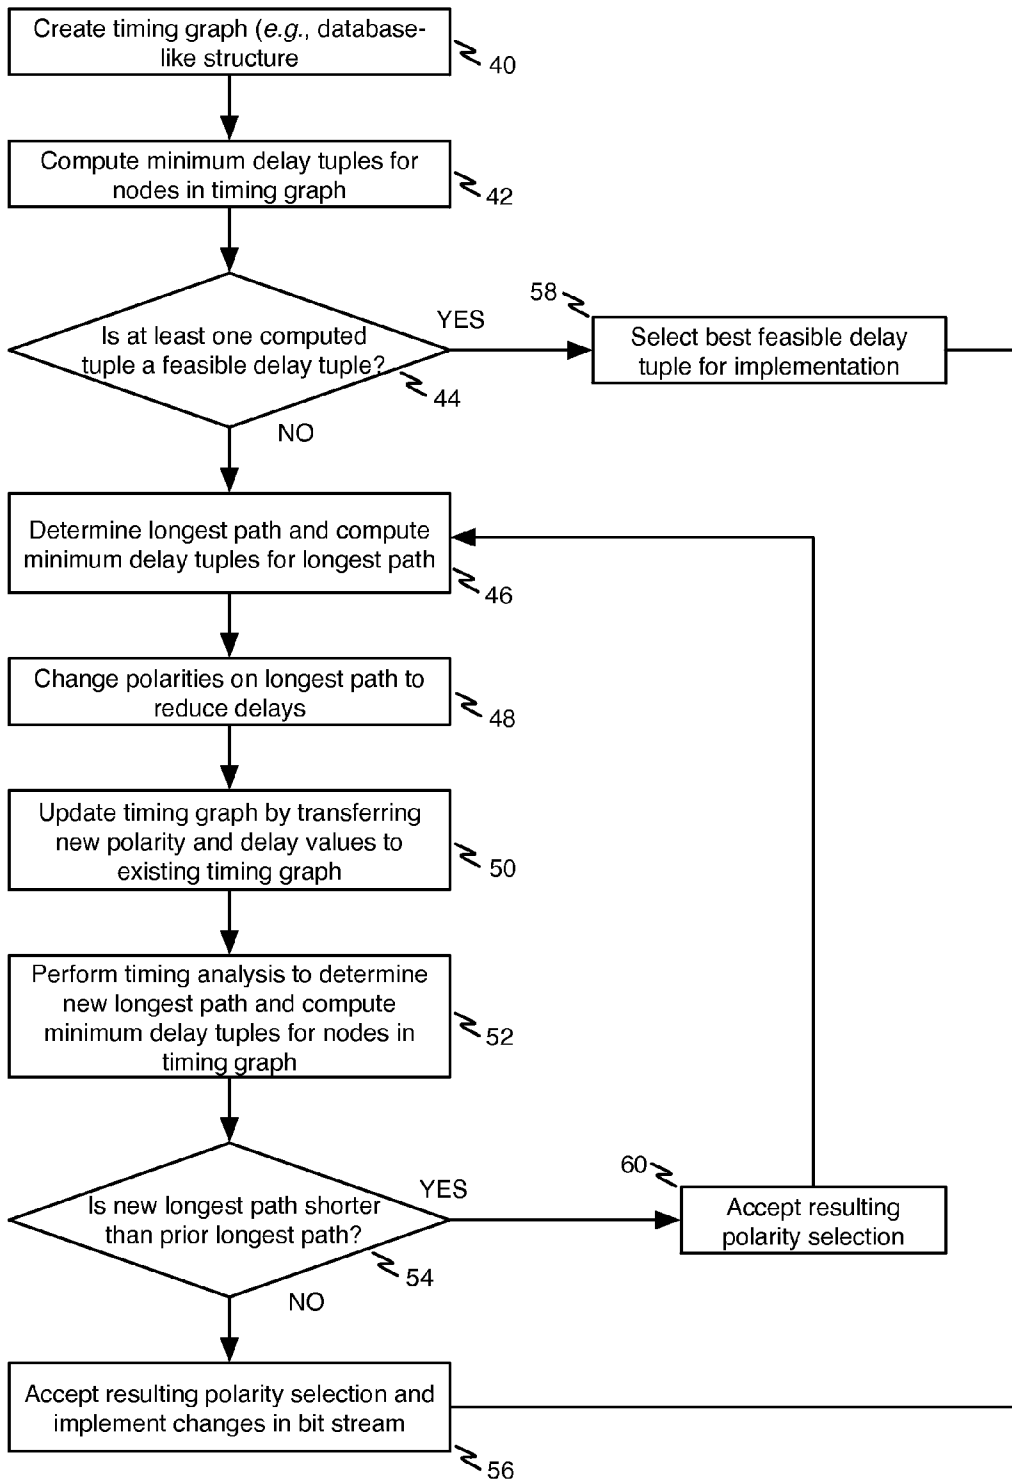 Create timing graph (e.g., database-
like structure
40
Compute minimum delay tuples for
nodes in timing graph
42
Is at least one computed
tuple a feasible delay tuple?
44
YES
58
Select best feasible delay
tuple for implementation
NO
Determine longest path and compute
minimum delay tuples for longest path
46
Change polarities on longest path to
reduce delays
48
Update timing graph by transferring
new polarity and delay values to
existing timing graph
50
Perform timing analysis to determine
new longest path and compute
minimum delay tuples for nodes in
timing graph
52
Is new longest path shorter
than prior longest path?
54
YES
60
Accept resulting
polarity selection
NO
Accept resulting polarity selection and
implement changes in bit stream
56